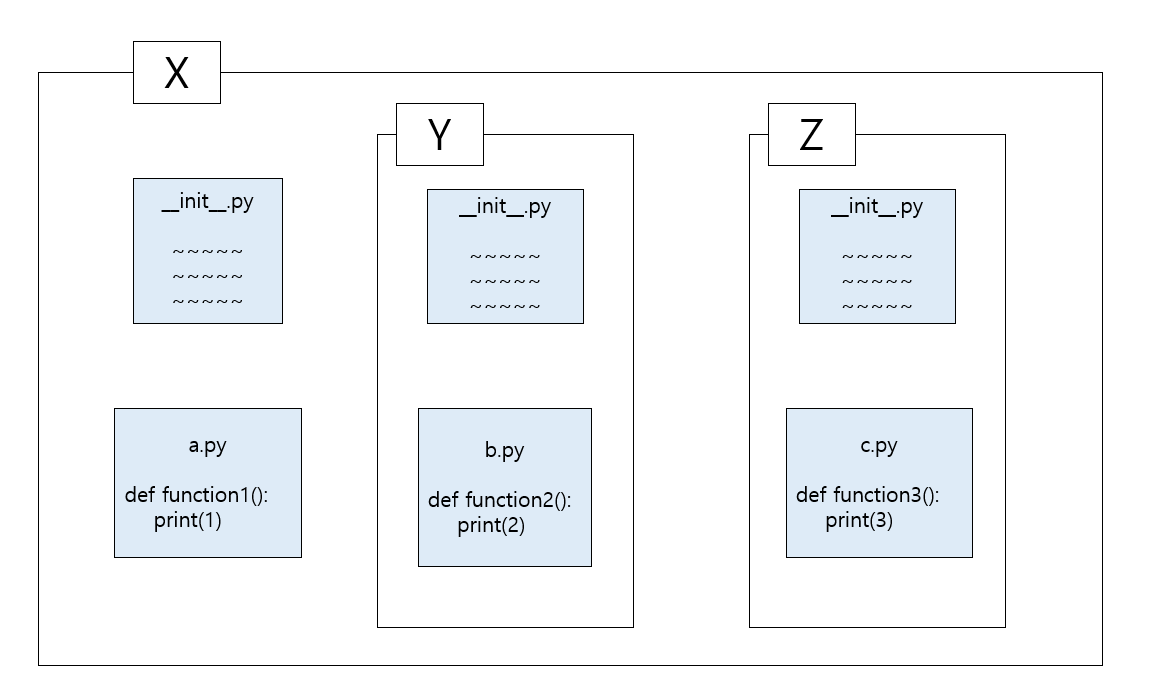 X
__init__.py
~~~~~
~~~~~
~~~~~
a.py
def function1():
print(1)
Y
__init__.py
~~~~~
~~~~~
~~~~~
b.py
def function2():
print(2)
Z
__init__.py
~~~~~
~~~~~
~~~~~
c.py
def function3():
print(3)